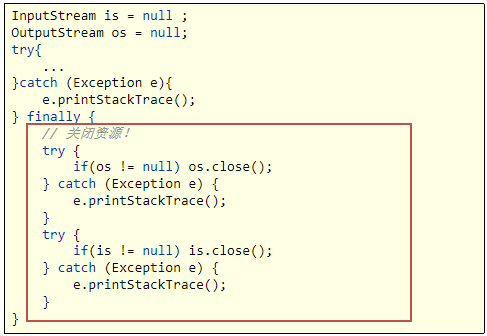 InputStream is = null ;
OutputStream os = null;
try{
    ...
}catch (Exception e){
    e.printStackTrace();
} finally {
    // 关闭资源！
    try {
        if(os != null) os.close();
    } catch (Exception e) {
        e.printStackTrace();
    }
    try {
        if(is != null) is.close();
    } catch (Exception e) {
        e.printStackTrace();
    }
}